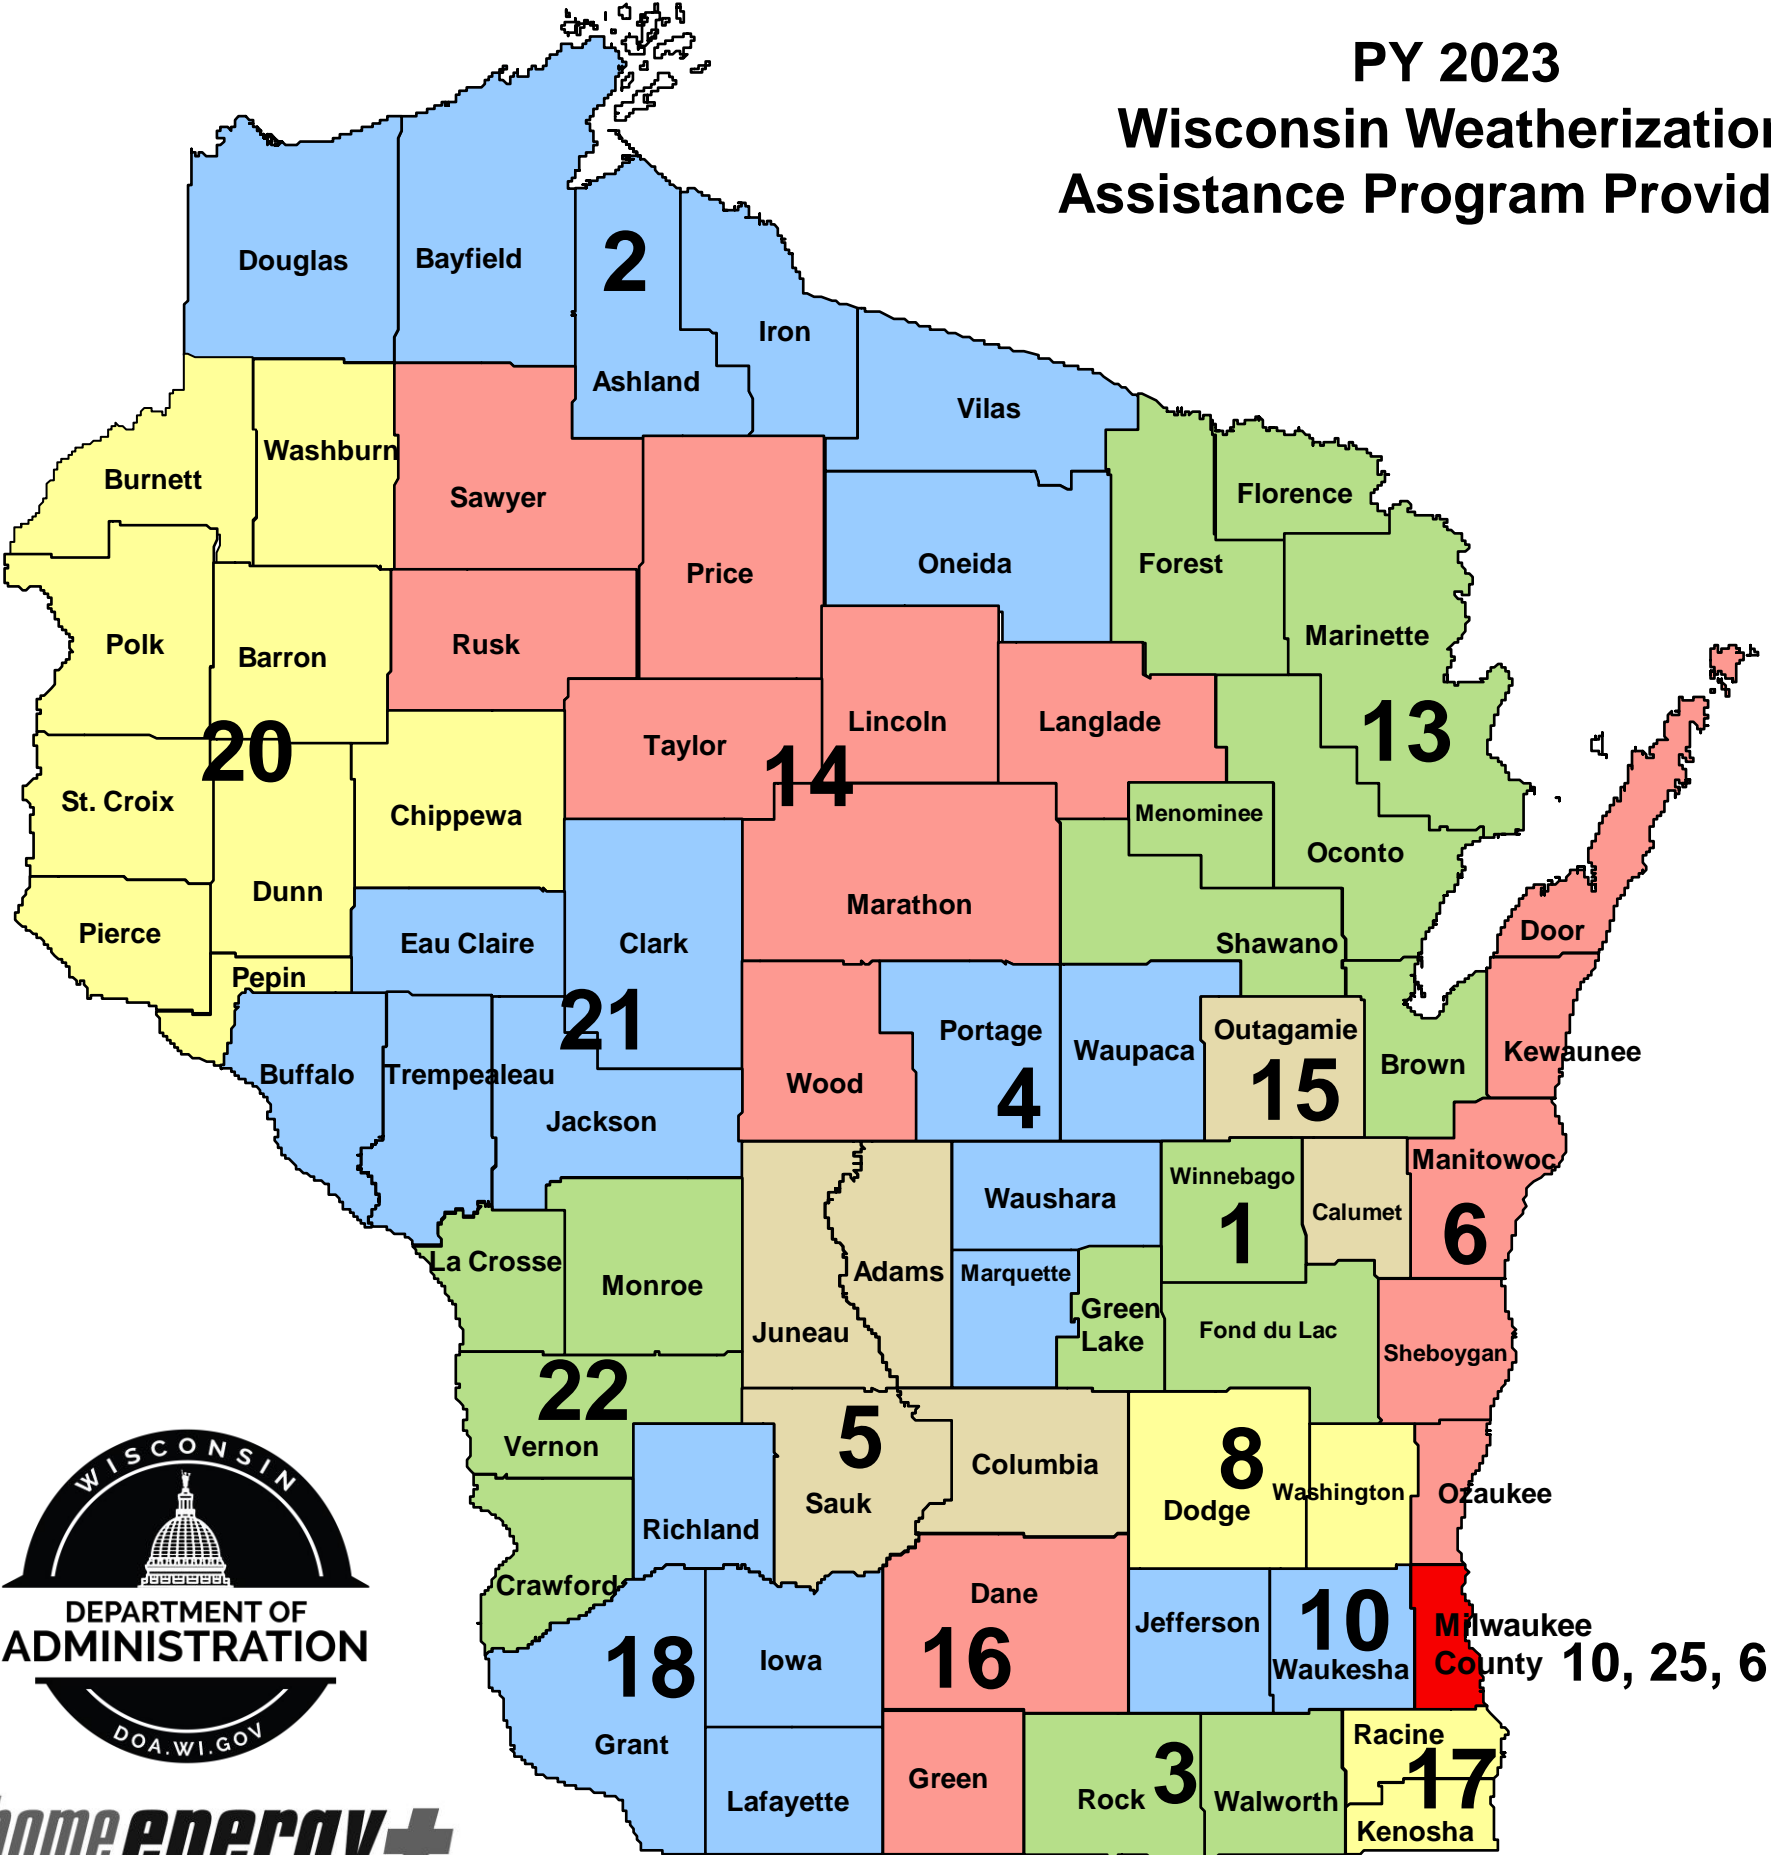 PY 2023
Wisconsin Weatherization
Assistance Program Provid
Douglas
Bayfield
2
Iron
Ashland
Vilas
Washburn
Burnett
Sawyer
Florence
Price
Oneida
Forest
Polk
Barron
Rusk
Marinette
20
Taylor
14
Lincoln
Langlade
13
St. Croix
Chippewa
Menominee
Oconto
Dunn
Marathon
Pierce
Eau Claire
Clark
Shawano
Door
Pepin
21
Portage
Waupaca
Outagamie
Kewaunee
Buffalo
Trempealeau
Wood
4
15
Brown
Jackson
Manitowoc
Winnebago
Waushara
1
Calumet
6
La Crosse
Monroe
Adams
Marquette
Juneau
Green
Lake
Fond du Lac
Sheboygan
22
Vernon
5
Sauk
Columbia
8
Dodge
Washington
Ozaukee
Richland
Crawford
Dane
Jefferson
10
Waukesha
Milwaukee
County 10, 25, 6
18
Iowa
16
Grant
Racine
17
Lafayette
Green
Rock
3
Walworth
Kenosha
WISCONSIN
DEPARTMENT OF
ADMINISTRATION
DOA.WI.GOV
home energy+